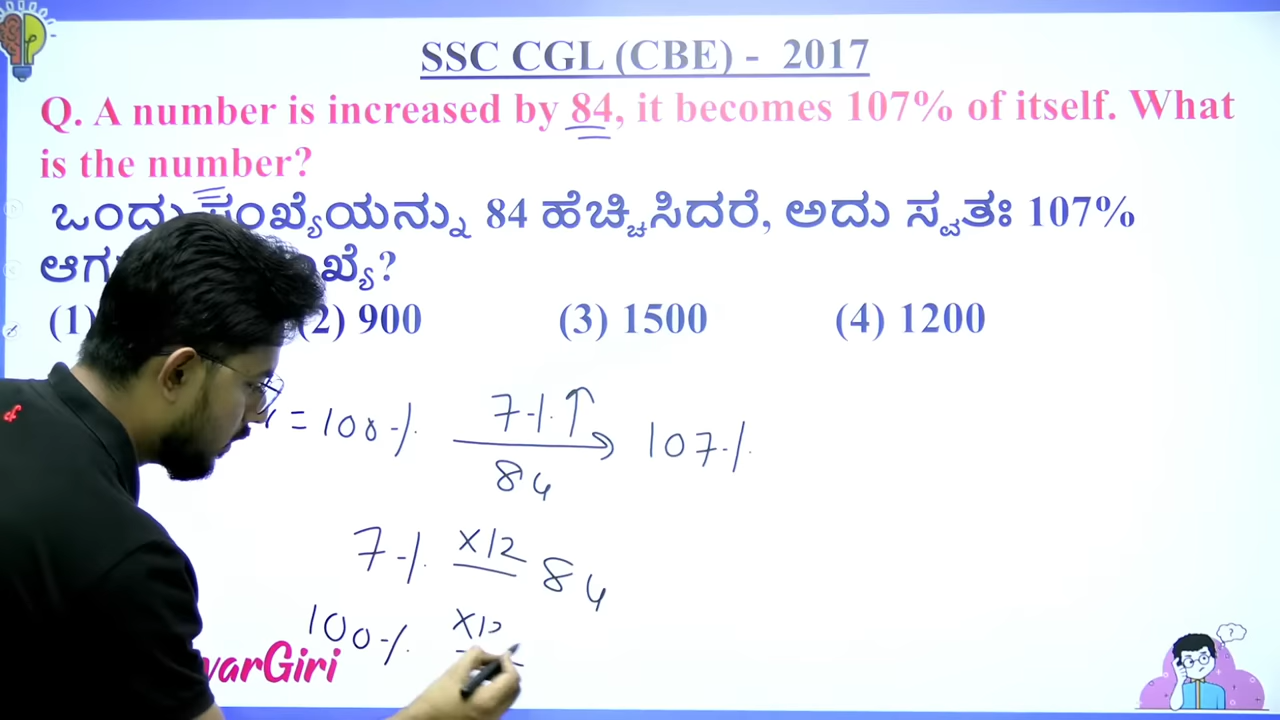 SSC CGL (CBE) - 2017
Q. A number is increased by 84, it becomes 107% of itself. What
is the number?
ಒಂದು ಸಂಖ್ಯೆಯನ್ನು 84 ಹೆಚ್ಚಿಸಿದರೆ, ಅದು ಸ್ವತಃ 107%
(1) (2) 900 (3) 1500 (4) 1200
= 100% 7%↑ 107%
84
7% ×12 84
100% ×12
varGiri